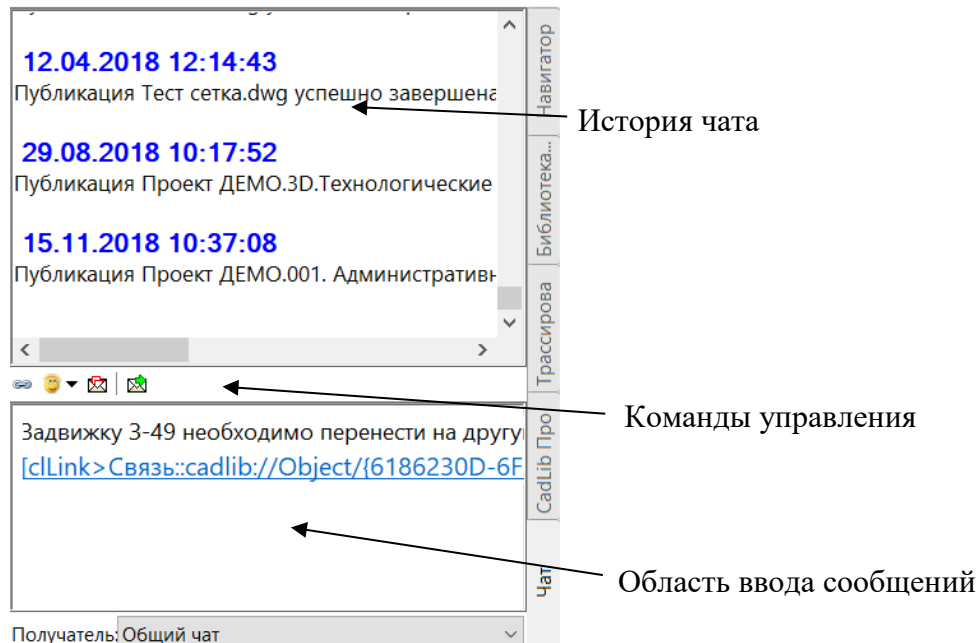 12.04.2018 12:14:43
Публикация Тест сетка.dwg успешно завершена
29.08.2018 10:17:52
Публикация Проект ДЕМО.3D.Технологические
15.11.2018 10:37:08
Публикация Проект ДЕМО.001. Административн
Задвижку 3-49 необходимо перенести на другу
[clLink>Связь::cadlib://Object/{6186230D-6F
Получатель: Общий чат
Навигатор
Библиотека...
Трассирова
CadLib Про
Чат
История чата
Команды управления
Область ввода сообщений